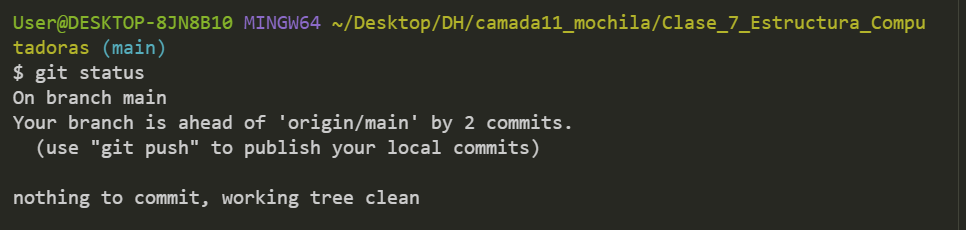 User@DESKTOP-8JN8B10 MINGW64 ~/Desktop/DH/camada11_mochila/Clase_7_Estructura_Compu
tadoras (main)
$ git status
On branch main
Your branch is ahead of 'origin/main' by 2 commits.
  (use "git push" to publish your local commits)

nothing to commit, working tree clean